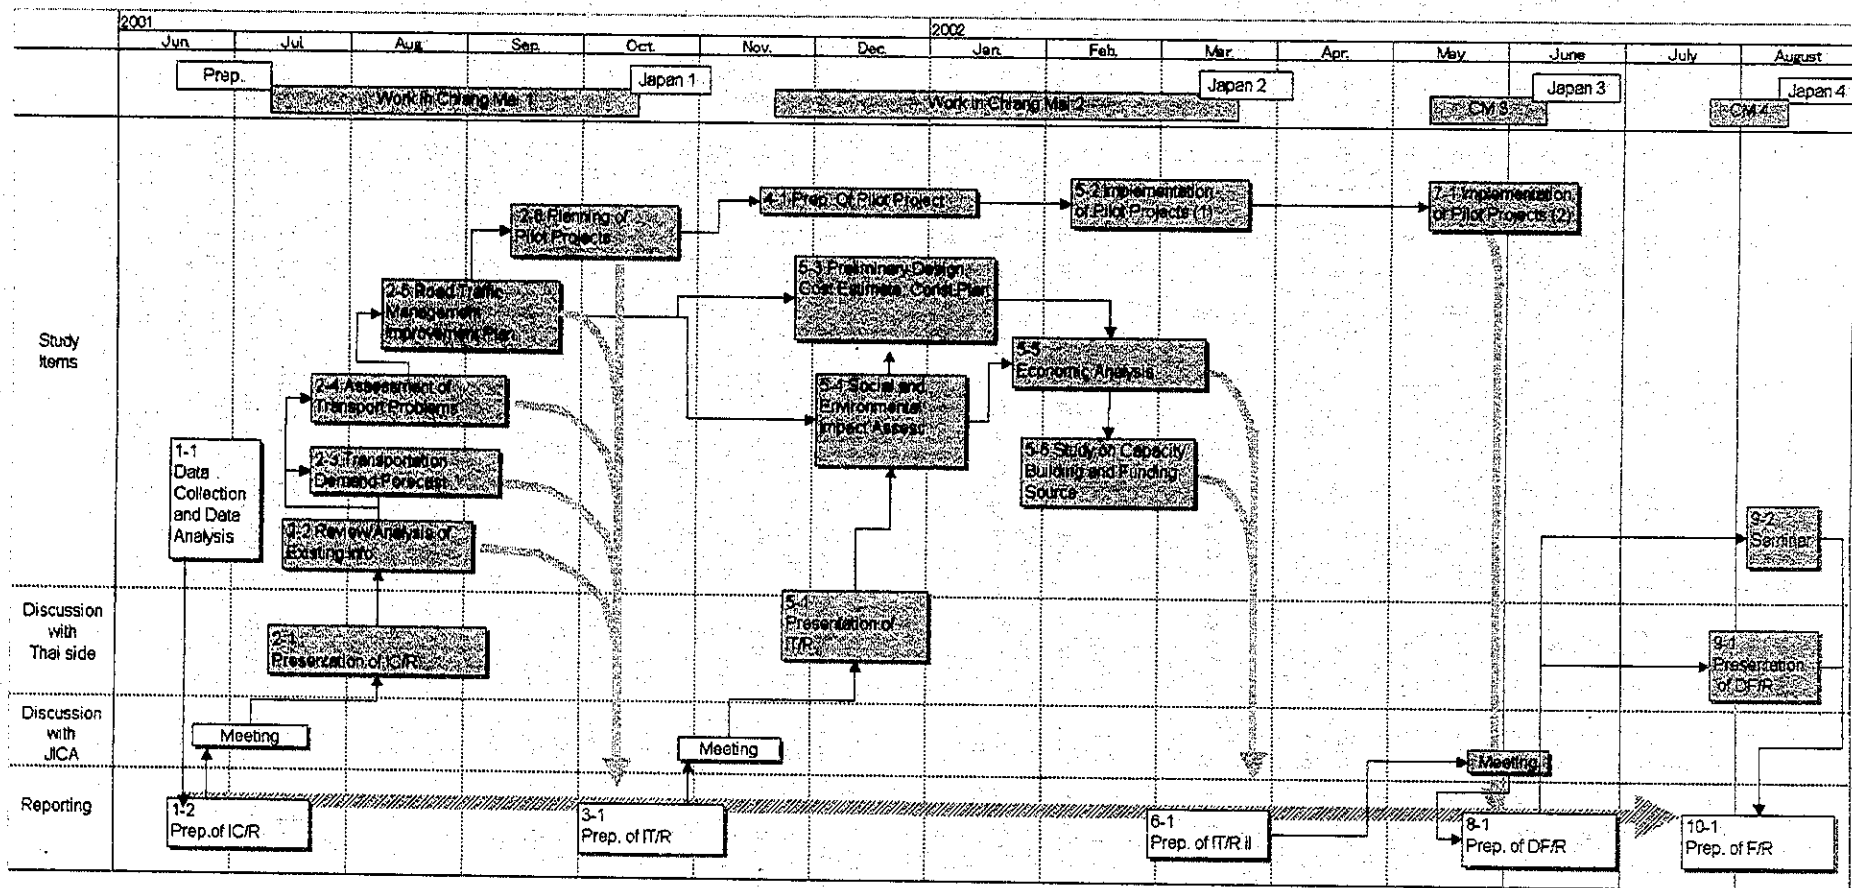 2001
2002
Jun.
Jul.
Aug.
Sep.
Oct.
Nov.
Dec.
Jan.
Feb.
Mar.
Apr.
May
June
July
August
Prep.
Work in Chiang Mai 1
Japan 1
Work in Chiang Mai 2
Japan 2
CM 3
Japan 3
CM 4
Japan 4
Study
Items
2-6 Planning of
Pilot Projects
4-1 Prep. Of Pilot Project
5-2 Implementation
of Pilot Projects (1)
7-1 Implementation
of Pilot Projects (2)
2-5 Road Traffic
Management
Improvement Plan
5-3 Preliminary Design
Cost Estimate, Const.Plan
5-5
Economic Analysis
2-4 Assessment of
Transport Problems
5-4 Social and
Environmental
Impact Assess
1-1
Data
Collection
and Data
Analysis
2-3 Transportation
Demand Forecast
5-6 Study on Capacity
Building and Funding
Source
2-2 Review/Analysis of
Existing Info.
9-2
Seminar
Discussion
with
Thai side
2-1
Presentation of IC/R
5-1
Presentation of
IT/R
9-1
Presentation
of DF/R
Discussion
with
JICA
Meeting
Meeting
Meeting
Reporting
1-2
Prep.of IC/R
3-1
Prep. of IT/R
6-1
Prep. of IT/R II
8-1
Prep. of DF/R
10-1
Prep. of F/R